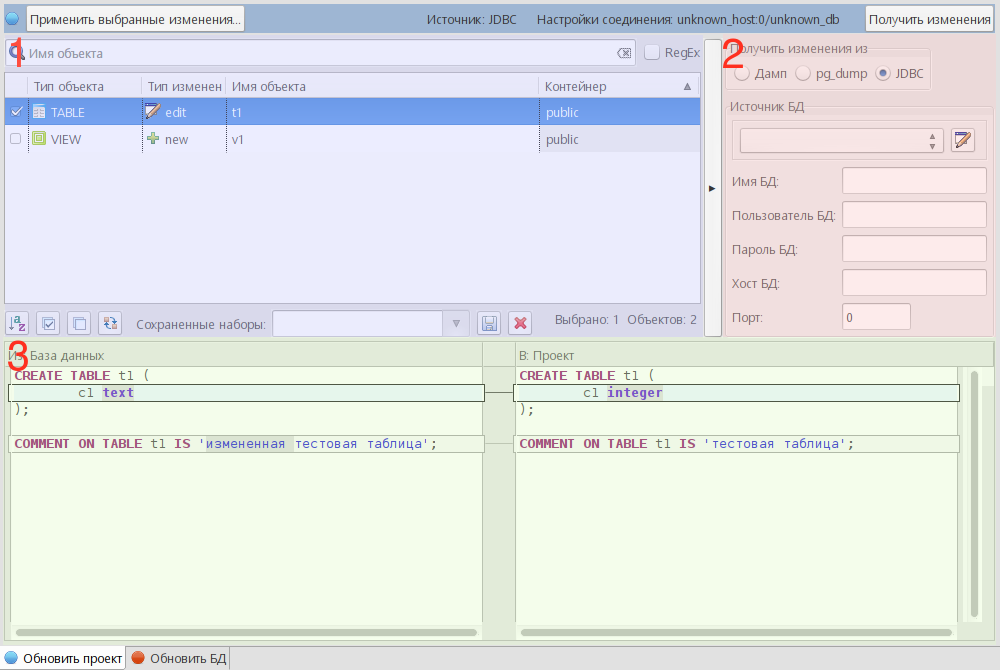 Применить выбранные изменения...
Источник: JDBC
Настройки соединения: unknown_host:0/unknown_db
Получить изменения
1
Имя объекта
RegEx
Тип объекта
Тип изменен
Имя объекта
Контейнер
TABLE
edit
t1
public
VIEW
new
v1
public
Сохраненные наборы:
Выбрано: 1
Объектов: 2
2
Получить изменения из
Дамп
pg_dump
JDBC
Источник БД
Имя БД:
Пользователь БД:
Пароль БД:
Хост БД:
Порт:
0
3
База данных
CREATE TABLE t1 (
c1 text
);
COMMENT ON TABLE t1 IS 'измененная тестовая таблица';
В: Проект
CREATE TABLE t1 (
c1 integer
);
COMMENT ON TABLE t1 IS 'тестовая таблица';
Обновить проект
Обновить БД